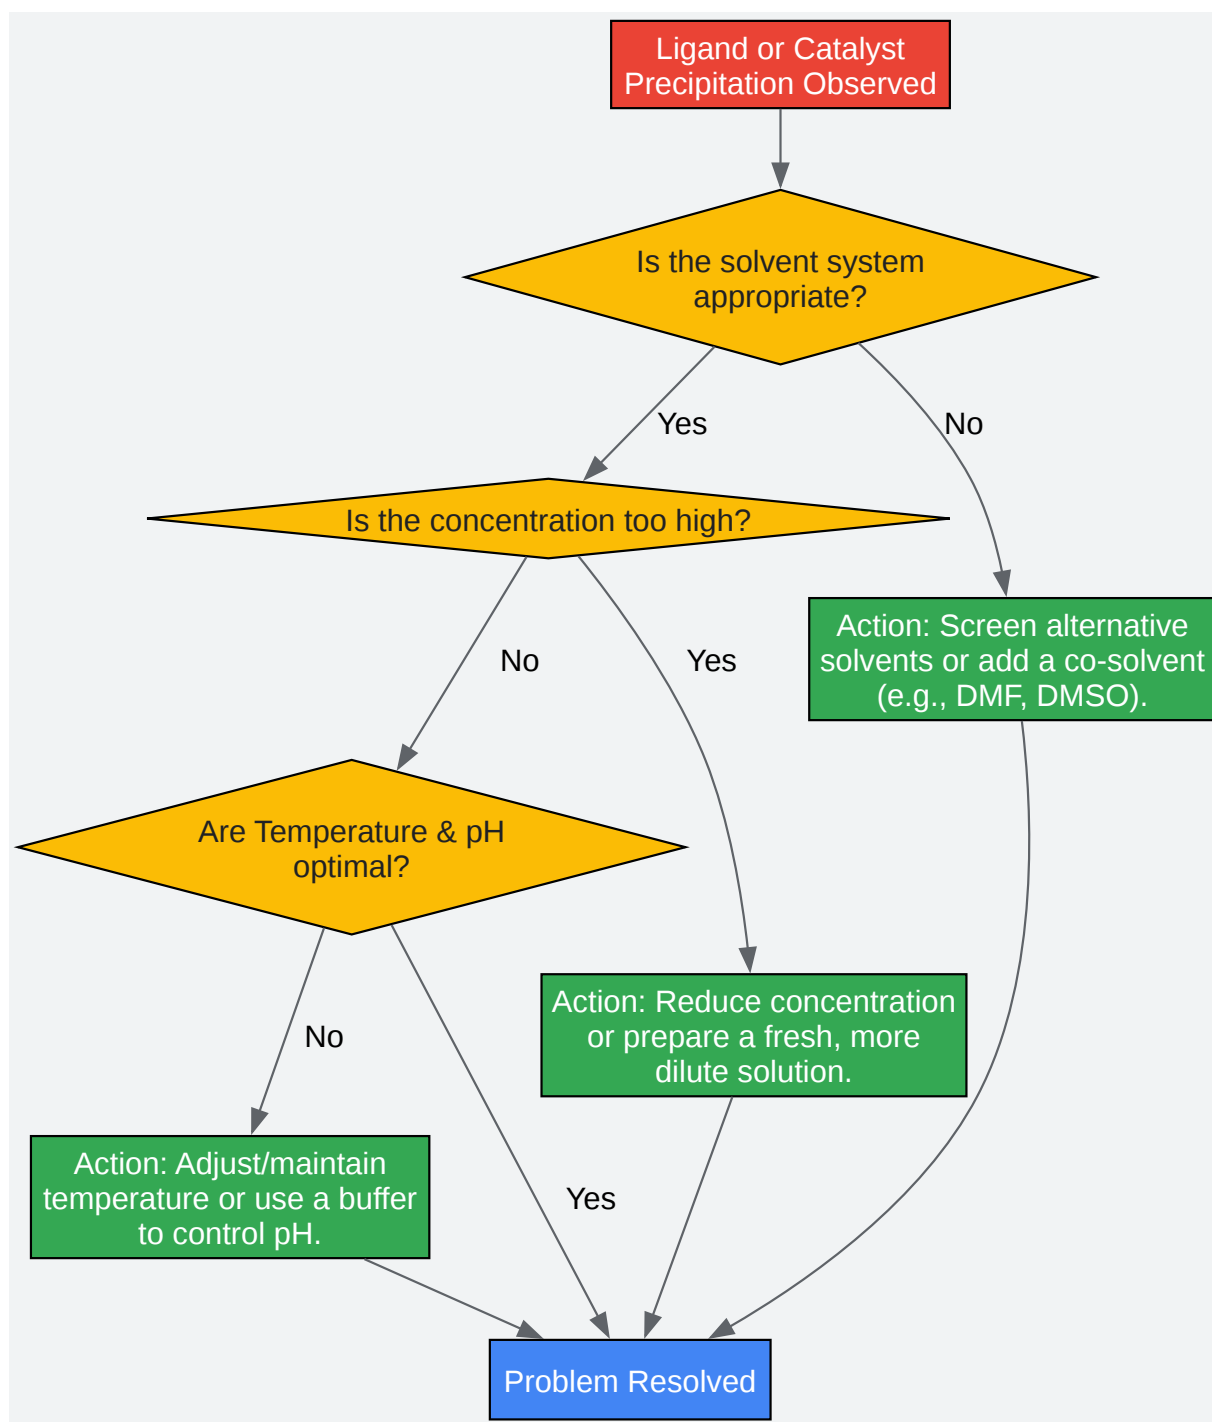 Ligand or Catalyst
Precipitation Observed
Is the solvent system
appropriate?
Yes
No
Is the concentration too high?
Action: Screen alternative
solvents or add a co-solvent
(e.g., DMF, DMSO).
No
Yes
Are Temperature & pH
optimal?
Action: Reduce concentration
or prepare a fresh, more
dilute solution.
No
Yes
Action: Adjust/maintain
temperature or use a buffer
to control pH.
Problem Resolved